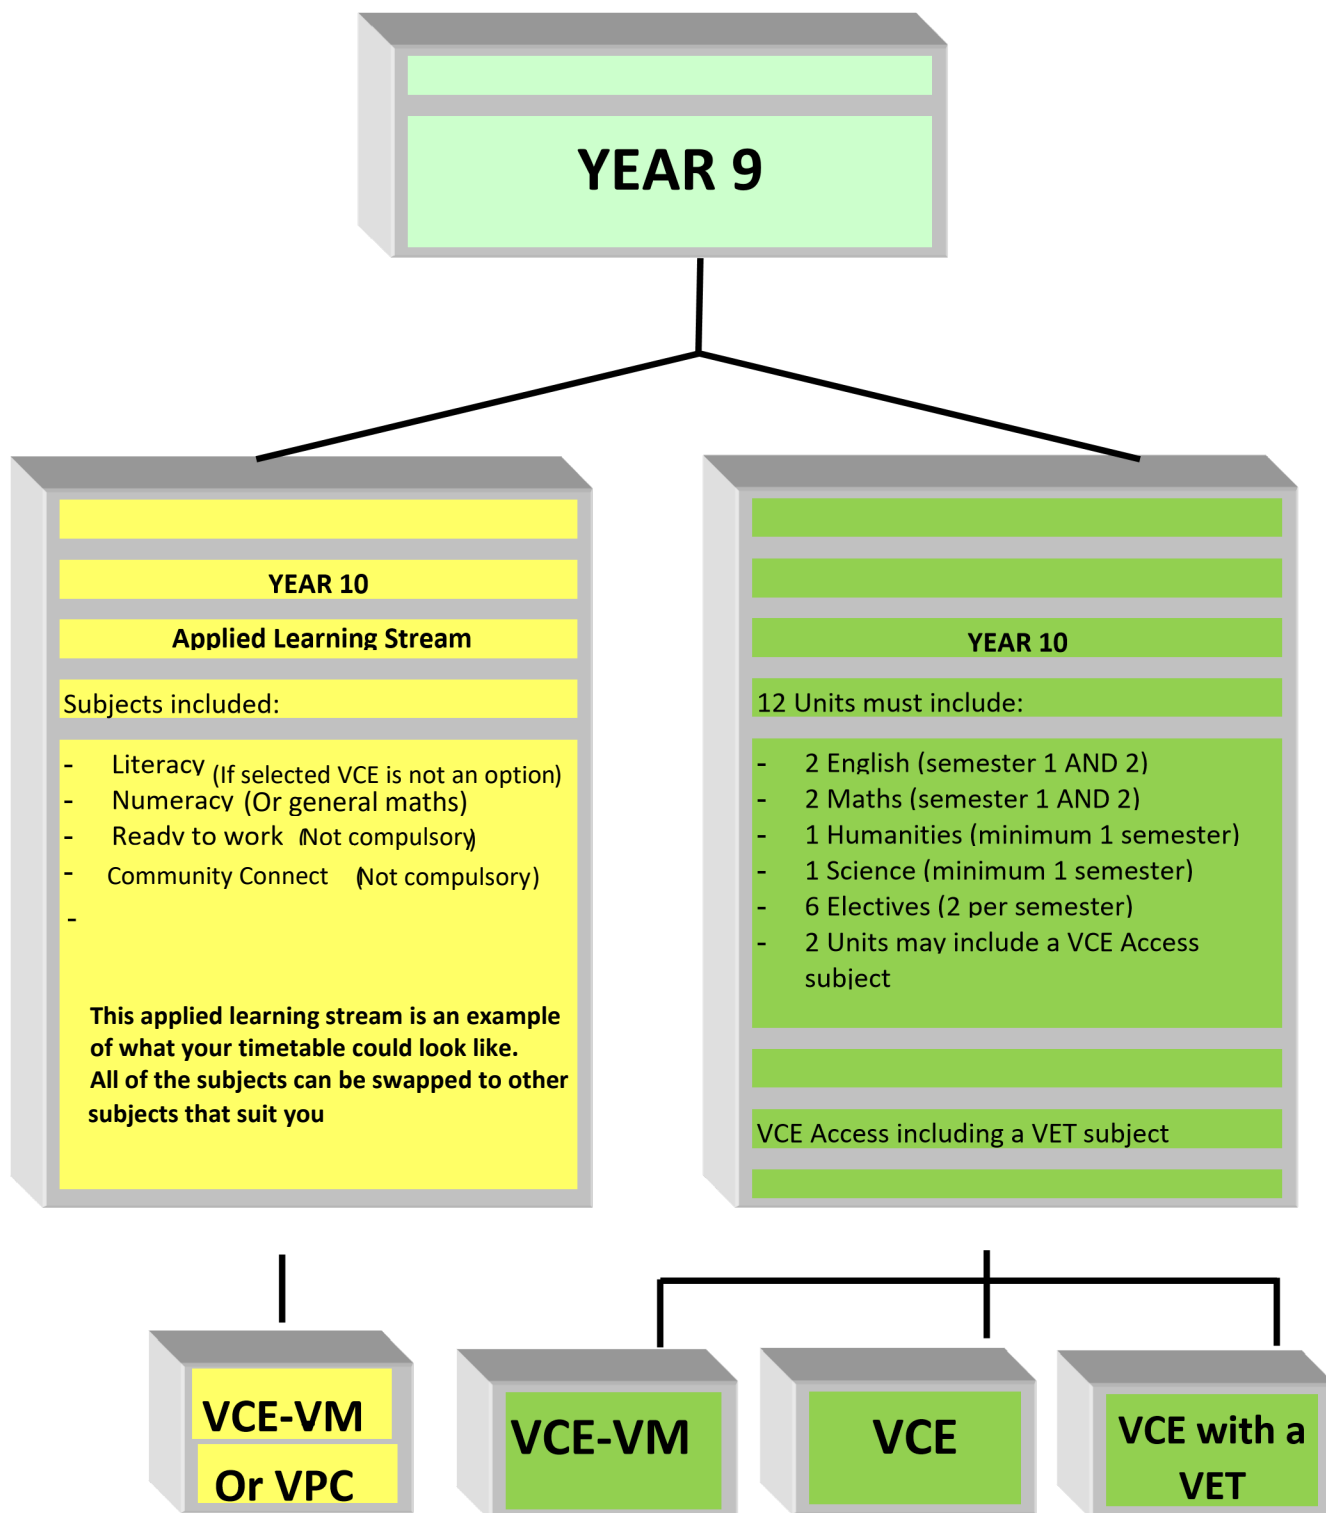 YEAR 9
YEAR 10
Applied Learning Stream
Subjects included:
- Literacy (If selected VCE is not an option)
- Numeracy (Or general maths)
- Ready to work (Not compulsory)
- Community Connect (Not compulsory)
-
This applied learning stream is an example
of what your timetable could look like.
All of the subjects can be swapped to other
subjects that suit you
YEAR 10
12 Units must include:
- 2 English (semester 1 AND 2)
- 2 Maths (semester 1 AND 2)
- 1 Humanities (minimum 1 semester)
- 1 Science (minimum 1 semester)
- 6 Electives (2 per semester)
- 2 Units may include a VCE Access
subject
VCE Access including a VET subject
VCE-VM
Or VPC
VCE-VM
VCE
VCE with a
VET